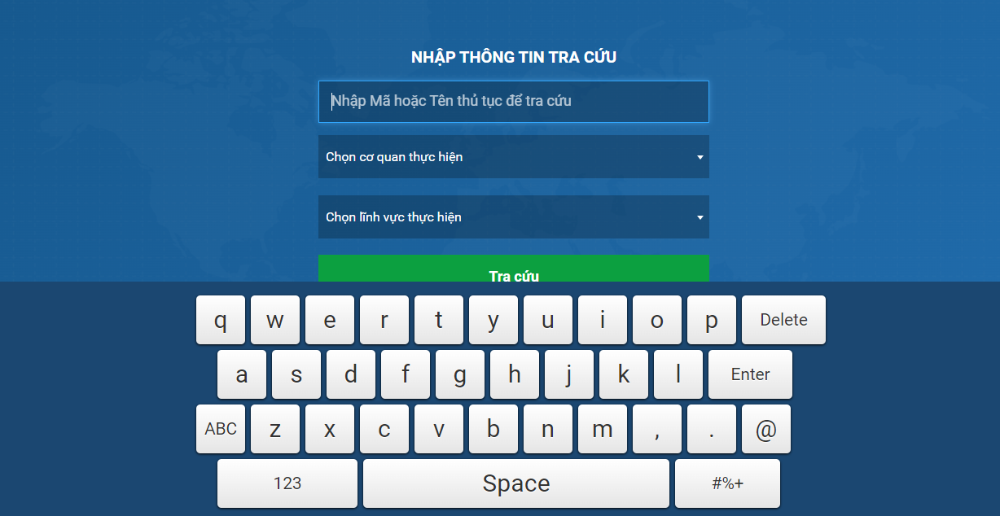 NHẬP THÔNG TIN TRA CỨU
Nhập Mã hoặc Tên thủ tục để tra cứu
Chọn cơ quan thực hiện
Chọn lĩnh vực thực hiện
Tra cứu
q w e r t y u i o p Delete
a s d f g h j k l Enter
ABC z x c v b n m , . @
123 Space #%+